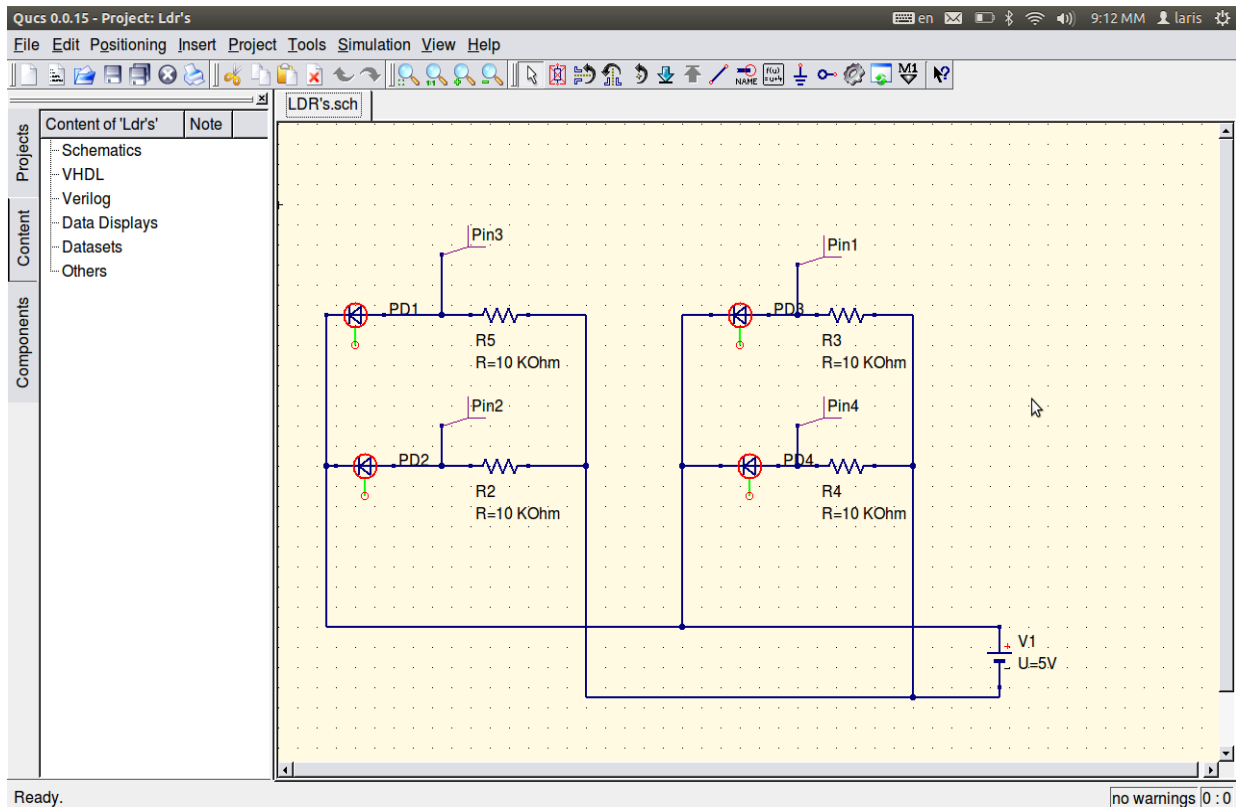 Qucs 0.0.15 - Project: Ldr's en 9:12 MM laris
File Edit Positioning Insert Project Tools Simulation View Help
NAME
M1
LDR's.sch
Projects
Content
Components
Content of 'Ldr's' Note
Schematics
VHDL
Verilog
Data Displays
Datasets
Others
Pin3
Pin1
PD1
PD3
R5
R=10 KOhm
R3
R=10 KOhm
Pin2
Pin4
PD2
PD4
R2
R=10 KOhm
R4
R=10 KOhm
+
V1
U=5V
-
Ready. no warnings 0 : 0